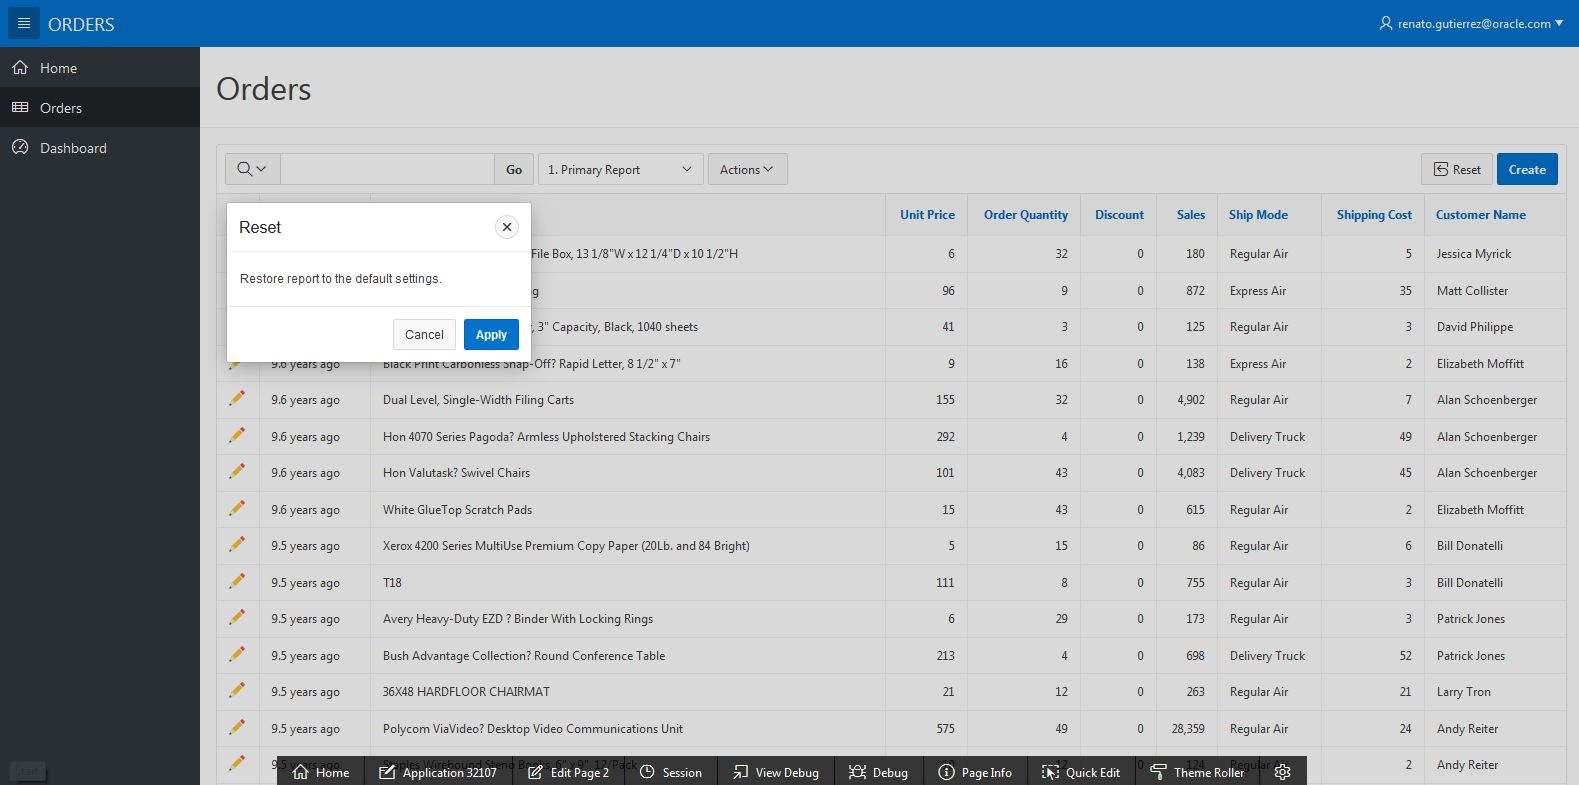 ORDERS
renato.gutierrez@oracle.com
Home
Orders
Dashboard
Orders
Go
1. Primary Report
Actions
Reset
Create
Unit Price Order Quantity Discount Sales Ship Mode Shipping Cost Customer Name
Reset
Restore report to the default settings.
Cancel
Apply
File Box, 13 1/8"W x 12 1/4"D x 10 1/2"H 6 32 0 180 Regular Air 5 Jessica Myrick
96 9 0 872 Express Air 35 Matt Collister
, 3" Capacity, Black, 1040 sheets 41 3 0 125 Regular Air 3 David Philippe
9.6 years ago Black Print Carbonless Snap-Off? Rapid Letter, 8 1/2" x 7" 9 16 0 138 Express Air 2 Elizabeth Moffitt
9.6 years ago Dual Level, Single-Width Filing Carts 155 32 0 4,902 Regular Air 7 Alan Schoenberger
9.6 years ago Hon 4070 Series Pagoda? Armless Upholstered Stacking Chairs 292 4 0 1,239 Delivery Truck 49 Alan Schoenberger
9.6 years ago Hon Valutask? Swivel Chairs 101 43 0 4,083 Delivery Truck 45 Alan Schoenberger
9.6 years ago White GlueTop Scratch Pads 15 43 0 615 Regular Air 2 Elizabeth Moffitt
9.5 years ago Xerox 4200 Series MultiUse Premium Copy Paper (20Lb. and 84 Bright) 5 15 0 86 Regular Air 6 Bill Donatelli
9.5 years ago T18 111 8 0 755 Regular Air 3 Bill Donatelli
9.5 years ago Avery Heavy-Duty EZD ? Binder With Locking Rings 6 29 0 173 Regular Air 3 Patrick Jones
9.5 years ago Bush Advantage Collection? Round Conference Table 213 4 0 698 Delivery Truck 52 Patrick Jones
9.5 years ago 36X48 HARDFLOOR CHAIRMAT 21 12 0 263 Regular Air 21 Larry Tron
9.5 years ago Polycom ViaVideo? Desktop Video Communications Unit 575 49 0 28,359 Regular Air 24 Andy Reiter
Staples Wirebound Steno Books, 6" x 9", 12/Pack 12 0 124 2 Andy Reiter
Start
Home
Application 32107
Edit Page 2
Session
View Debug
Debug
Page Info
Quick Edit
Theme Roller